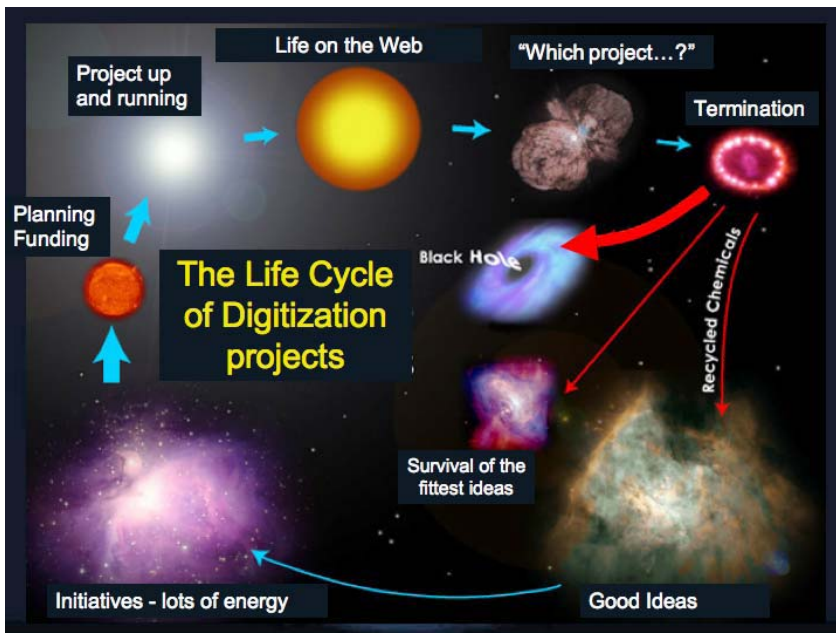 Life on the Web
“Which project…?”
Project up
and running
Termination
Planning
Funding
Black Hole
The Life Cycle
of Digitization
projects
Recycled Chemicals
Survival of the
fittest ideas
Initiatives - lots of energy
Good Ideas